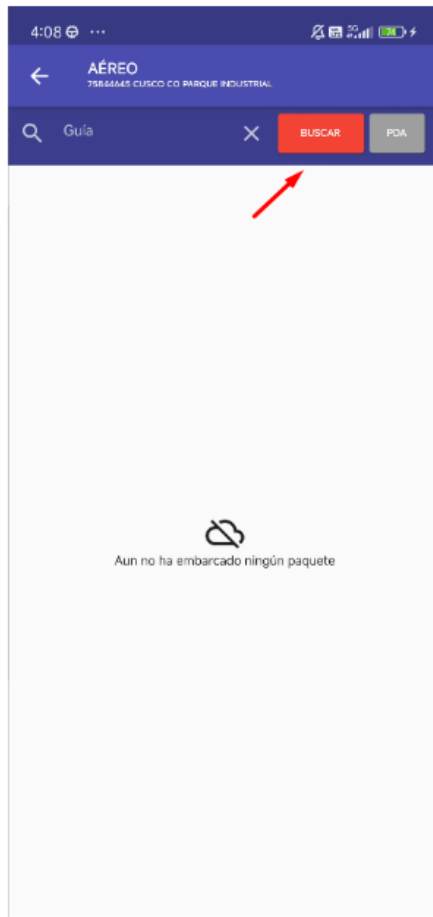 4:08
AÉREO
75844645 CUSCO CO PARQUE INDUSTRIAL
Guía
BUSCAR
PDA
Aun no ha embarcado ningún paquete